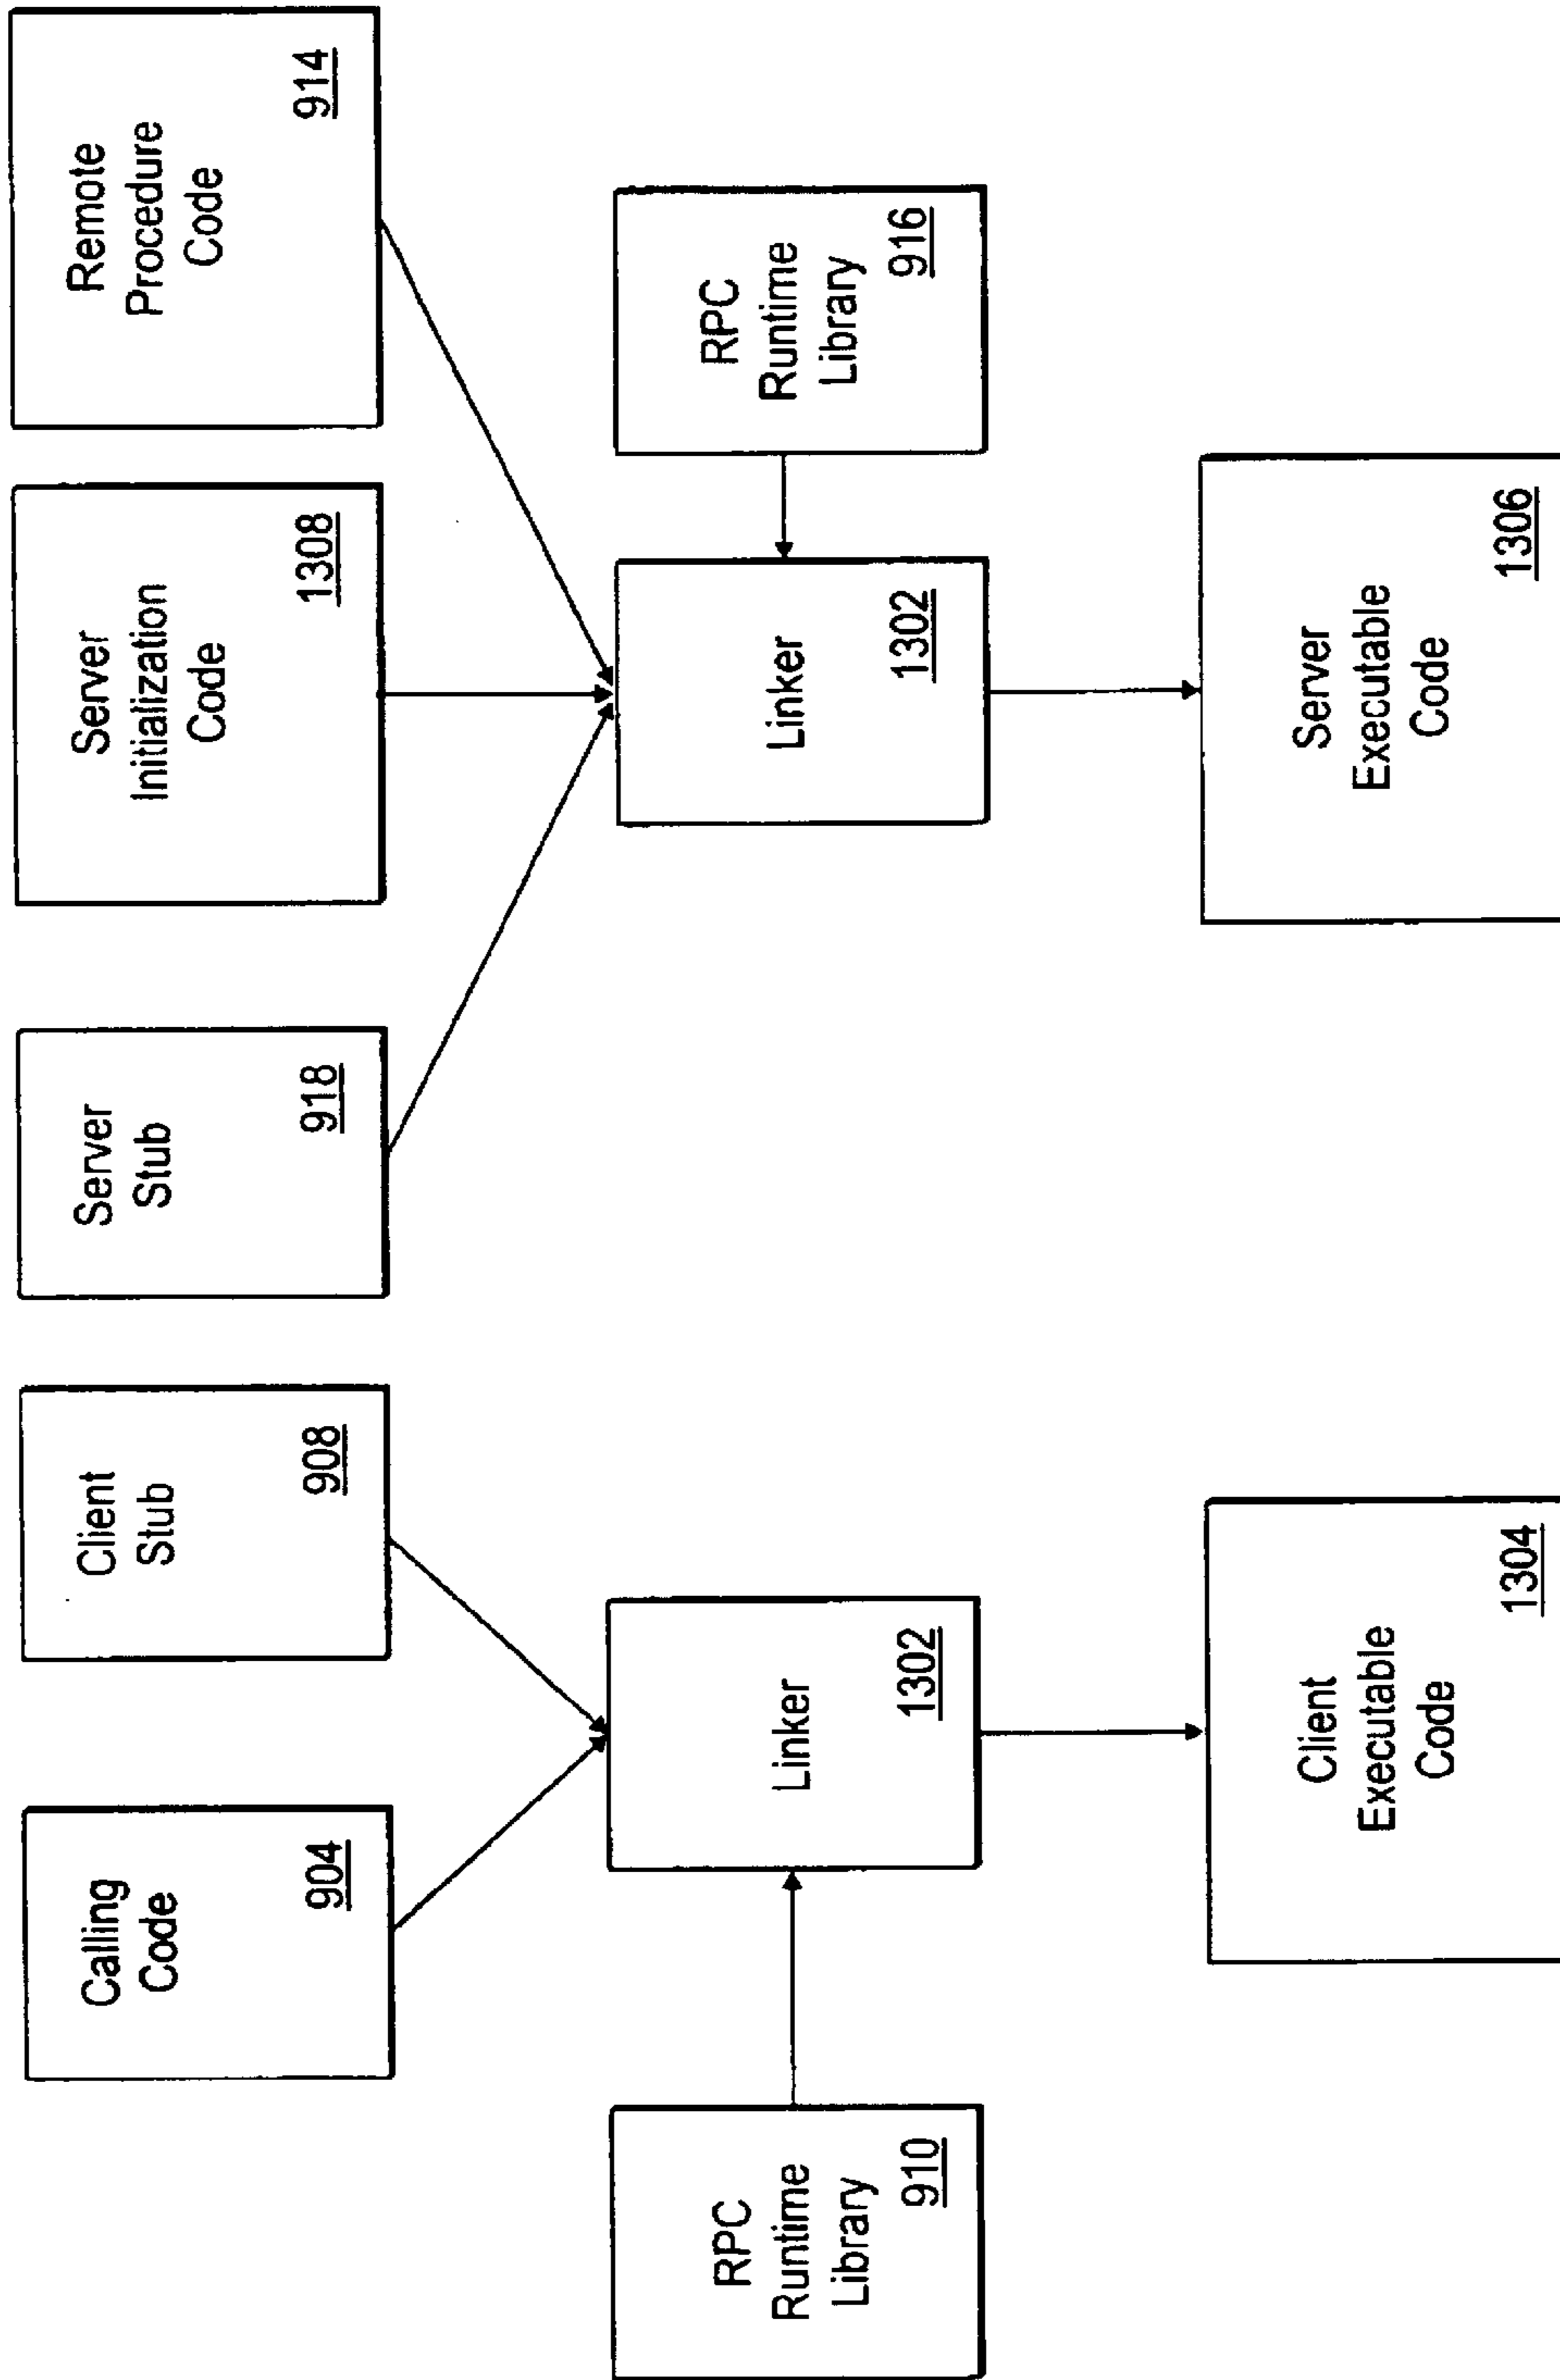 Calling
Code
904
Client
Stub
908
Server
Stub
918
Server
Initialization
Code
1308
Remote
Procedure
Code
914
RPC
Runtime
Library
910
Linker
1302
Linker
1302
RPC
Runtime
Library
916
Client
Executable
Code
1304
Server
Executable
Code
1306